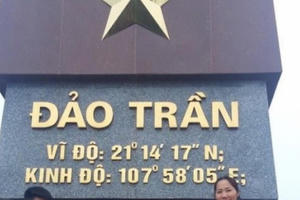 ĐẢO TRẦN
VĨ ĐỘ: 21° 14' 17" N;
KINH ĐỘ: 107° 58' 05" E;